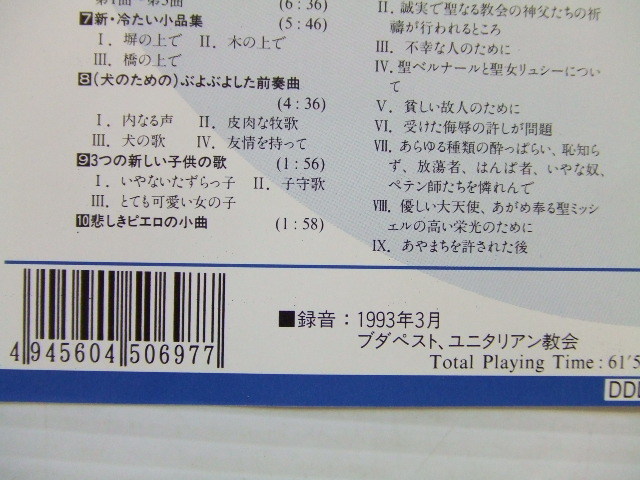 第1曲～第5曲 (6:36)
7新・冷たい小品集 (5:46)
I. 塀の上で II. 木の上で
III. 橋の上で
8(犬のための)ぶよぶよした前奏曲
(4:36)
I. 内なる声 II. 皮肉な牧歌
III. 犬の歌 IV. 友情を持って
93つの新しい子供の歌 (1:56)
I. いやないたずらっ子 II. 子守歌
III. とても可愛い女の子
10悲しきピエロの小曲 (1:58)
II. 誠実で聖なる教会の神父たちの祈
禱が行われるところ
III. 不幸な人のために
IV. 聖ベルナールと聖女リュシーについ
て
V. 貧しい故人のために
VI. 受けた侮辱の許しが問題
VII. あらゆる種類の酔っぱらい、恥知ら
ず、放蕩者、はんぱ者、いやな奴、
ペテン師たちを憐れんで
VIII. 優しい大天使、あがめ奉る聖ミッシ
ェルの高い栄光のために
IX. あやまちを許された後
4 945604 506977
■録音：1993年3月
ブダペスト、ユニタリアン教会
Total Playing Time : 61'5
DDD